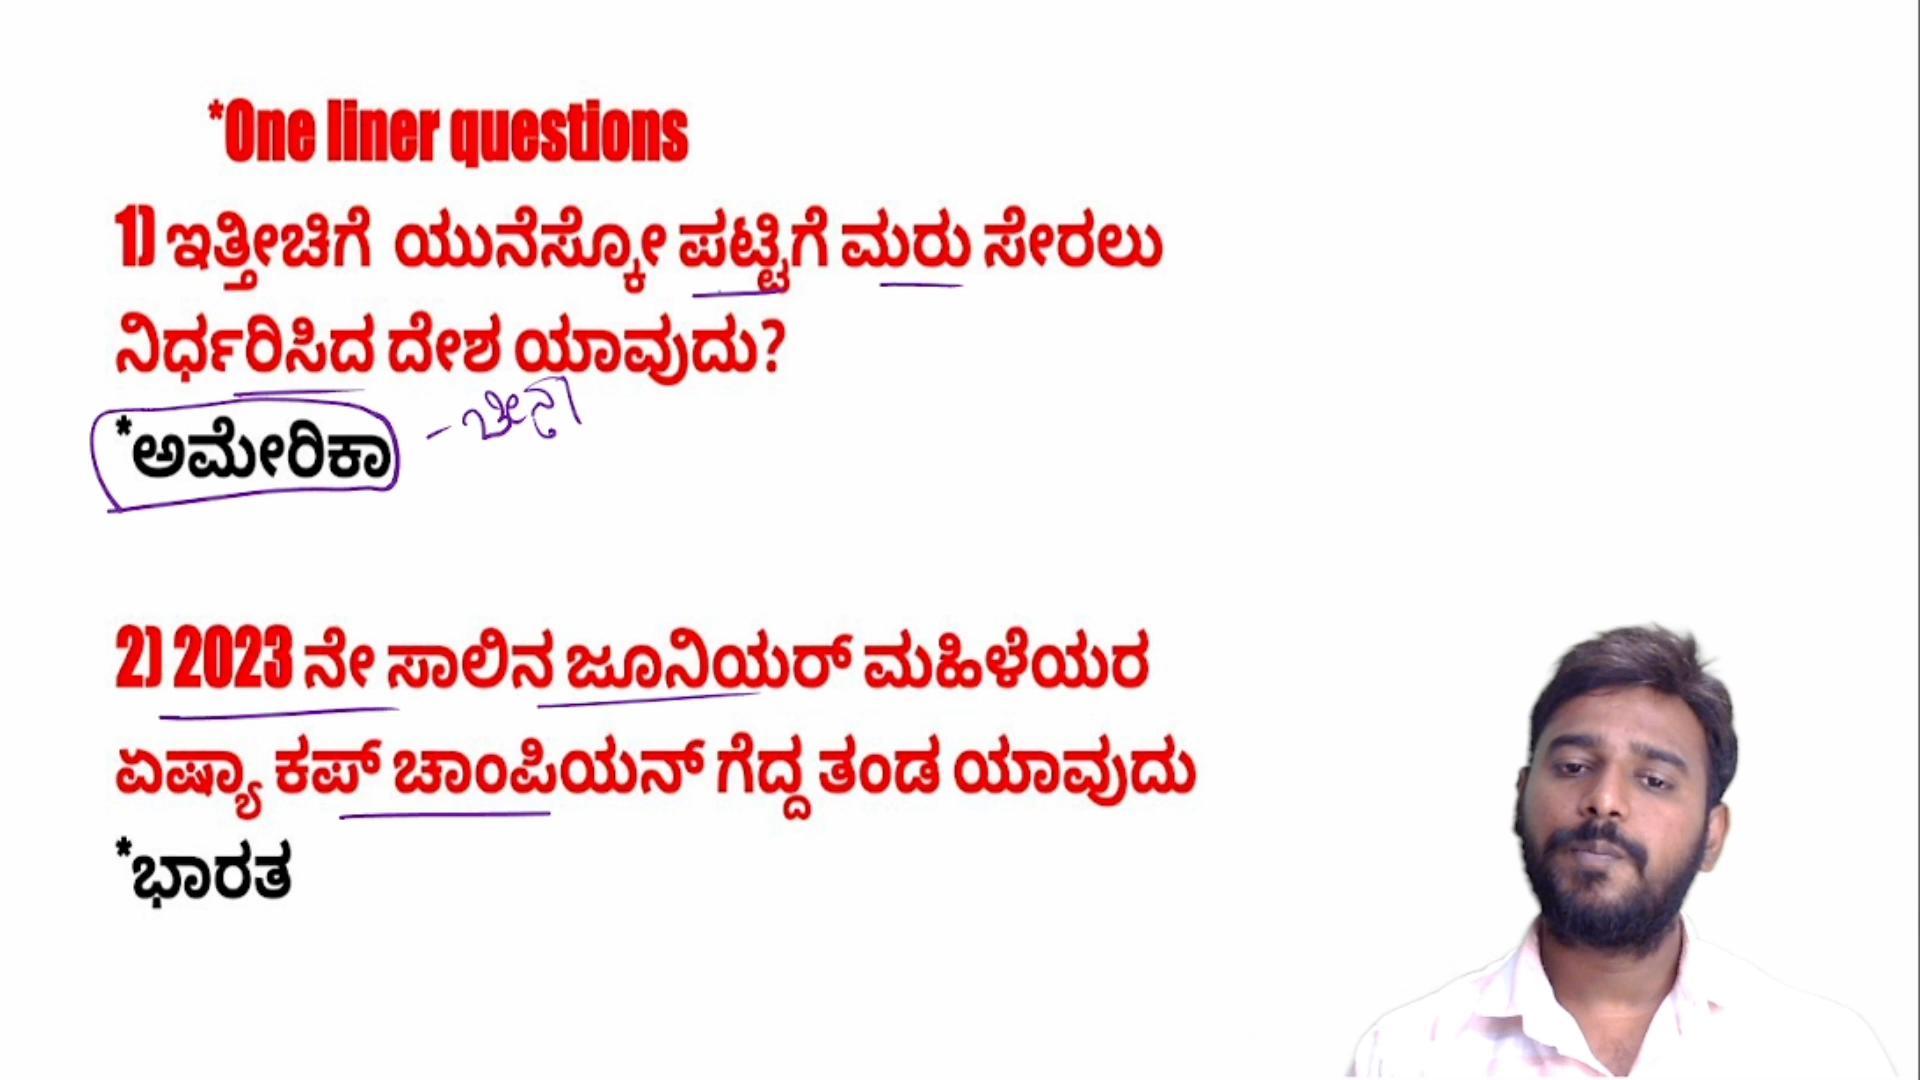 *One liner questions
1) ಇತ್ತೀಚಿಗೆ ಯುನೆಸ್ಕೋ ಪಟ್ಟಿಗೆ ಮರು ಸೇರಲು
ನಿರ್ಧರಿಸಿದ ದೇಶ ಯಾವುದು?
*ಅಮೇರಿಕಾ - ಚೀನಾ
2) 2023 ನೇ ಸಾಲಿನ ಜೂನಿಯರ್ ಮಹಿಳೆಯರ
ಏಷ್ಯಾ ಕಪ್ ಚಾಂಪಿಯನ್ ಗೆದ್ದ ತಂಡ ಯಾವುದು
*ಭಾರತ